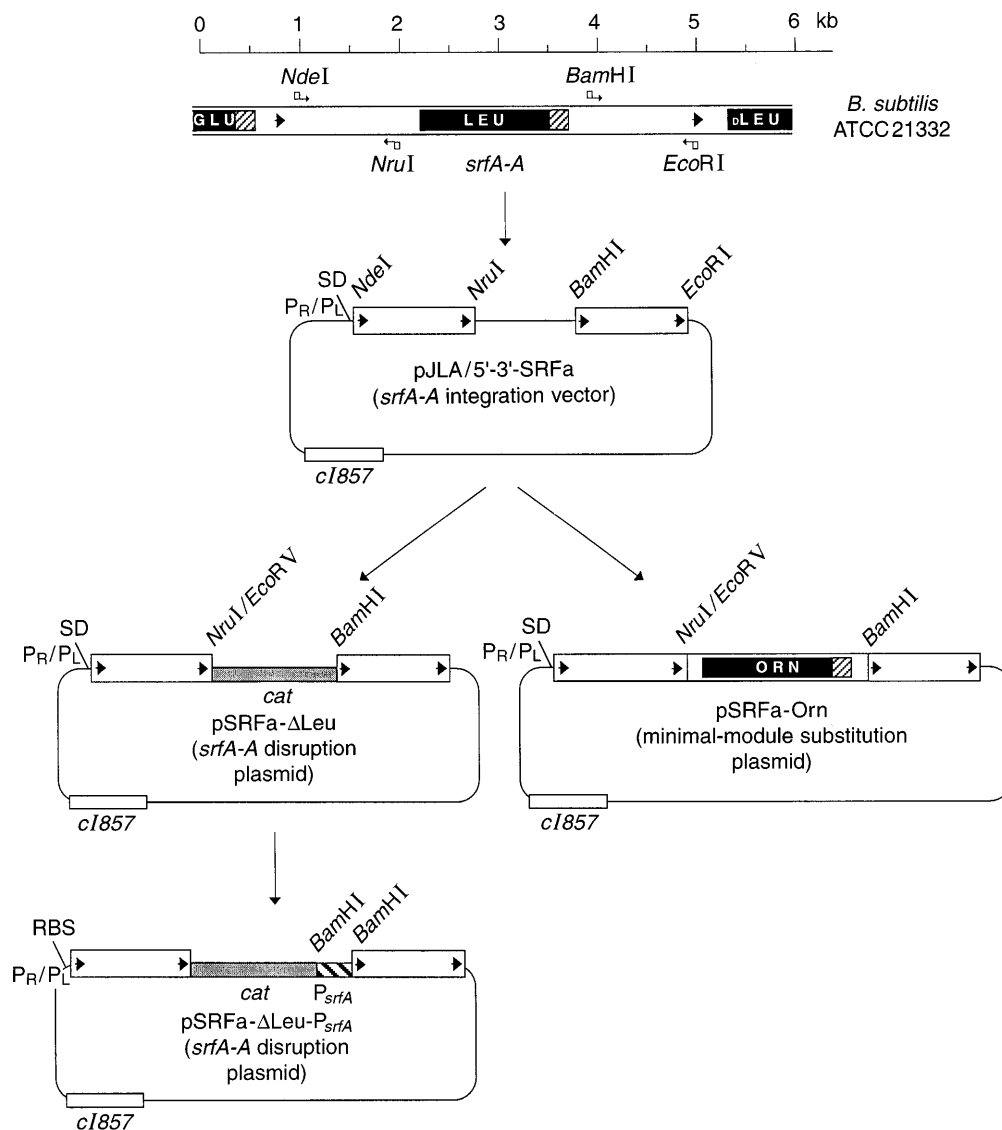 0 1 2 3 4 5 6 kb
NdeI BamHI
GLU LEU DLEU
B. subtilis
ATCC 21332
NruI srfA-A EcoRI
NdeI NruI BamHI EcoRI
SD
PR/PL
pJLA/5'-3'-SRFa
(srfA-A integration vector)
cI857
NruI/EcoRV BamHI
SD
PR/PL
cat
pSRFa-ΔLeu
(srfA-A disruption
plasmid)
cI857
NruI/EcoRV BamHI
SD
PR/PL
ORN
pSRFa-Orn
(minimal-module substitution
plasmid)
cI857
BamHI BamHI
RBS
PR/PL
cat PsrfA
pSRFa-ΔLeu-PsrfA
(srfA-A disruption
plasmid)
cI857